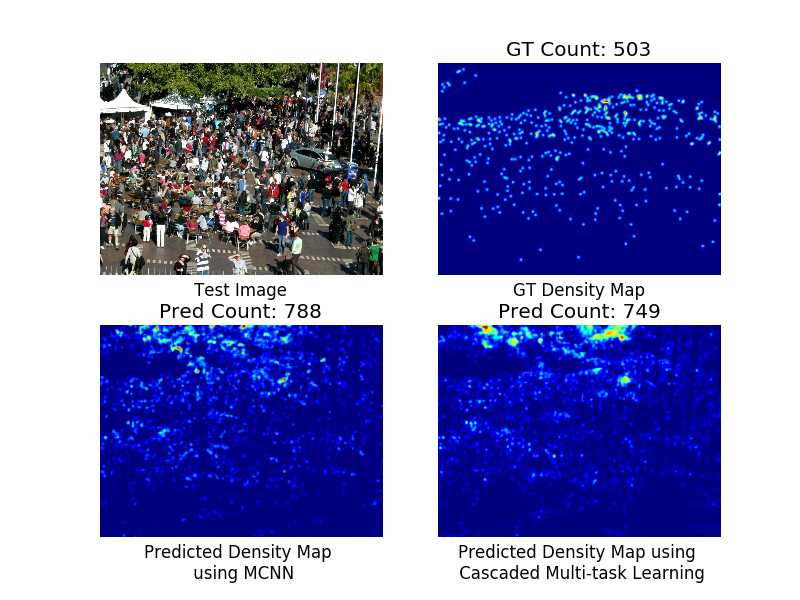 GT Count: 503
Test Image
GT Density Map
Pred Count: 788
Pred Count: 749
Predicted Density Map
using MCNN
Predicted Density Map using
Cascaded Multi-task Learning